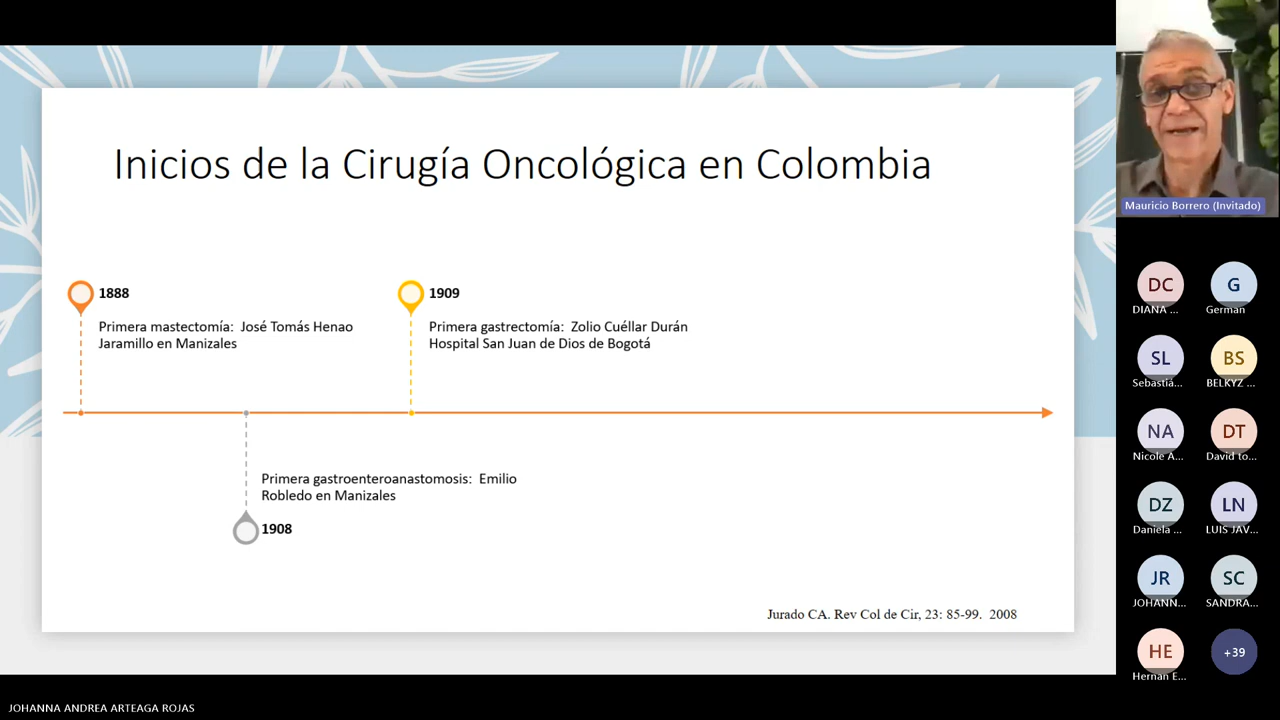 Inicios de la Cirugía Oncológica en Colombia
1888
Primera mastectomía: José Tomás Henao
Jaramillo en Manizales
1909
Primera gastrectomía: Zolio Cuéllar Durán
Hospital San Juan de Dios de Bogotá
Primera gastroenteroanastomosis: Emilio
Robledo en Manizales
1908
Jurado CA. Rev Col de Cir, 23: 85-99. 2008
Mauricio Borrero (Invitado)
DC
G
DIANA ...
German
SL
BS
Sebastiá...
BELKYZ ...
NA
DT
Nicole A...
David to...
DZ
LN
Daniela ...
LUIS JAV...
JR
SC
JOHANN...
SANDRA...
HE
+39
Hernan E...
JOHANNA ANDREA ARTEAGA ROJAS